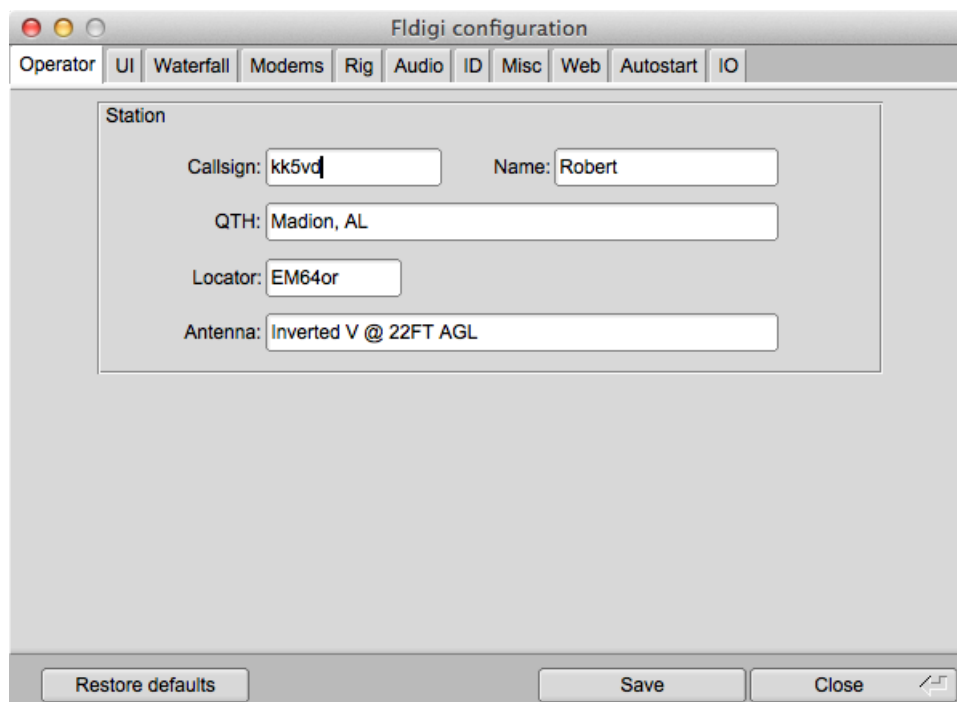 Fldigi configuration
Operator UI Waterfall Modems Rig Audio ID Misc Web Autostart IO
Station
Callsign: kk5vd Name: Robert
QTH: Madion, AL
Locator: EM64or
Antenna: Inverted V @ 22FT AGL
Restore defaults Save Close